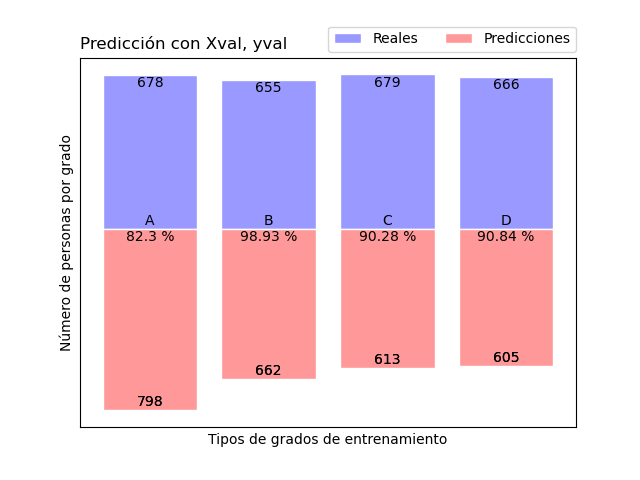 Predicción con Xval, yval
Reales Predicciones
678 655 679 666
A B C D
82.3 % 98.93 % 90.28 % 90.84 %
798 662 613 605
Número de personas por grado
Tipos de grados de entrenamiento